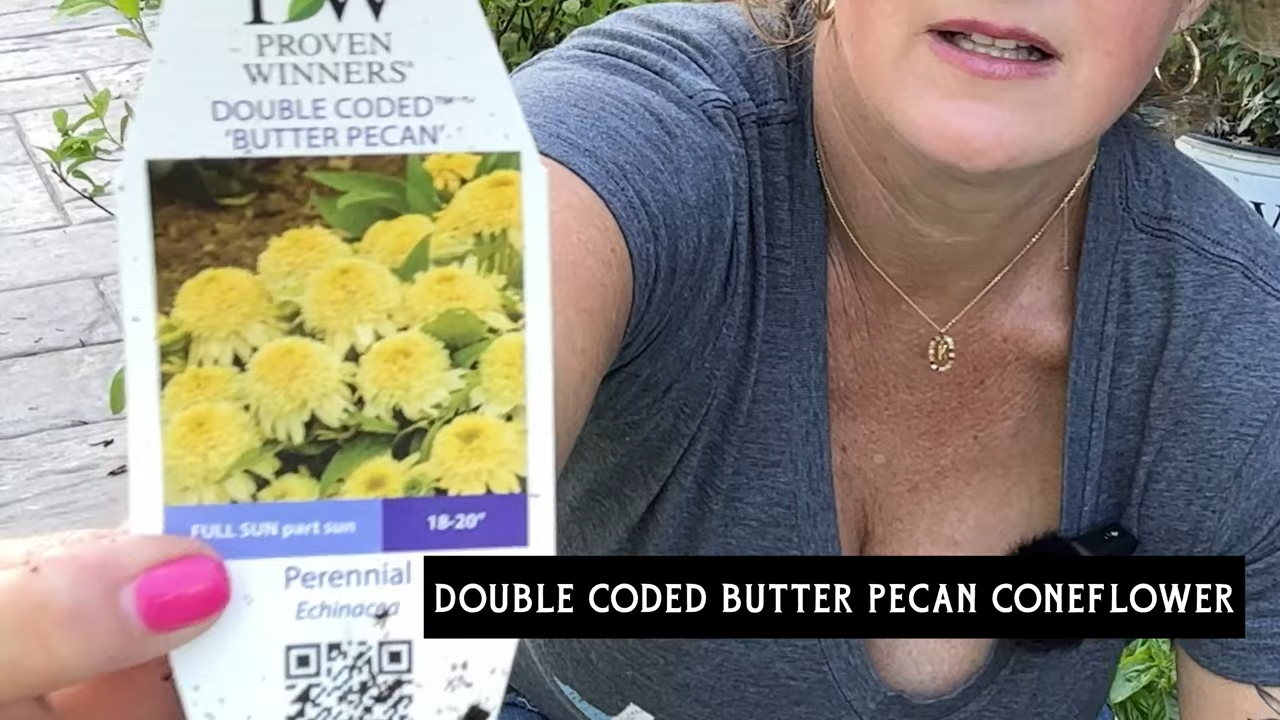 PROVEN
WINNERS®
DOUBLE CODED™
'BUTTER PECAN'
FULL SUN part sun
18-20"
Perennial
Echinacea
DOUBLE CODED BUTTER PECAN CONEFLOWER